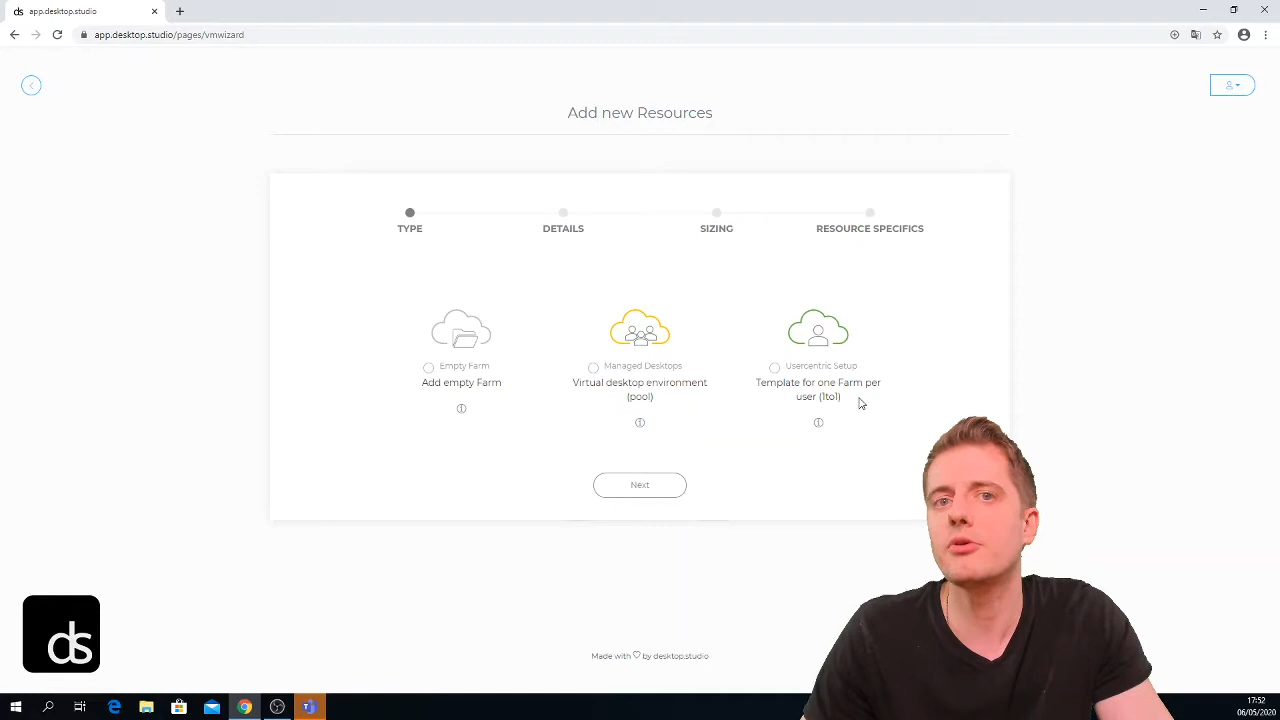 ds
app.desktop.studio
app.desktop.studio/pages/vmwizard
Add new Resources
TYPE
DETAILS
SIZING
RESOURCE SPECIFICS
Empty Farm
Add empty Farm
Managed Desktops
Virtual desktop environment
(pool)
Usercentric Setup
Template for one Farm per
user (1to1)
Next
ds
Made with ♡ by desktop.studio
17:52
06/05/2020